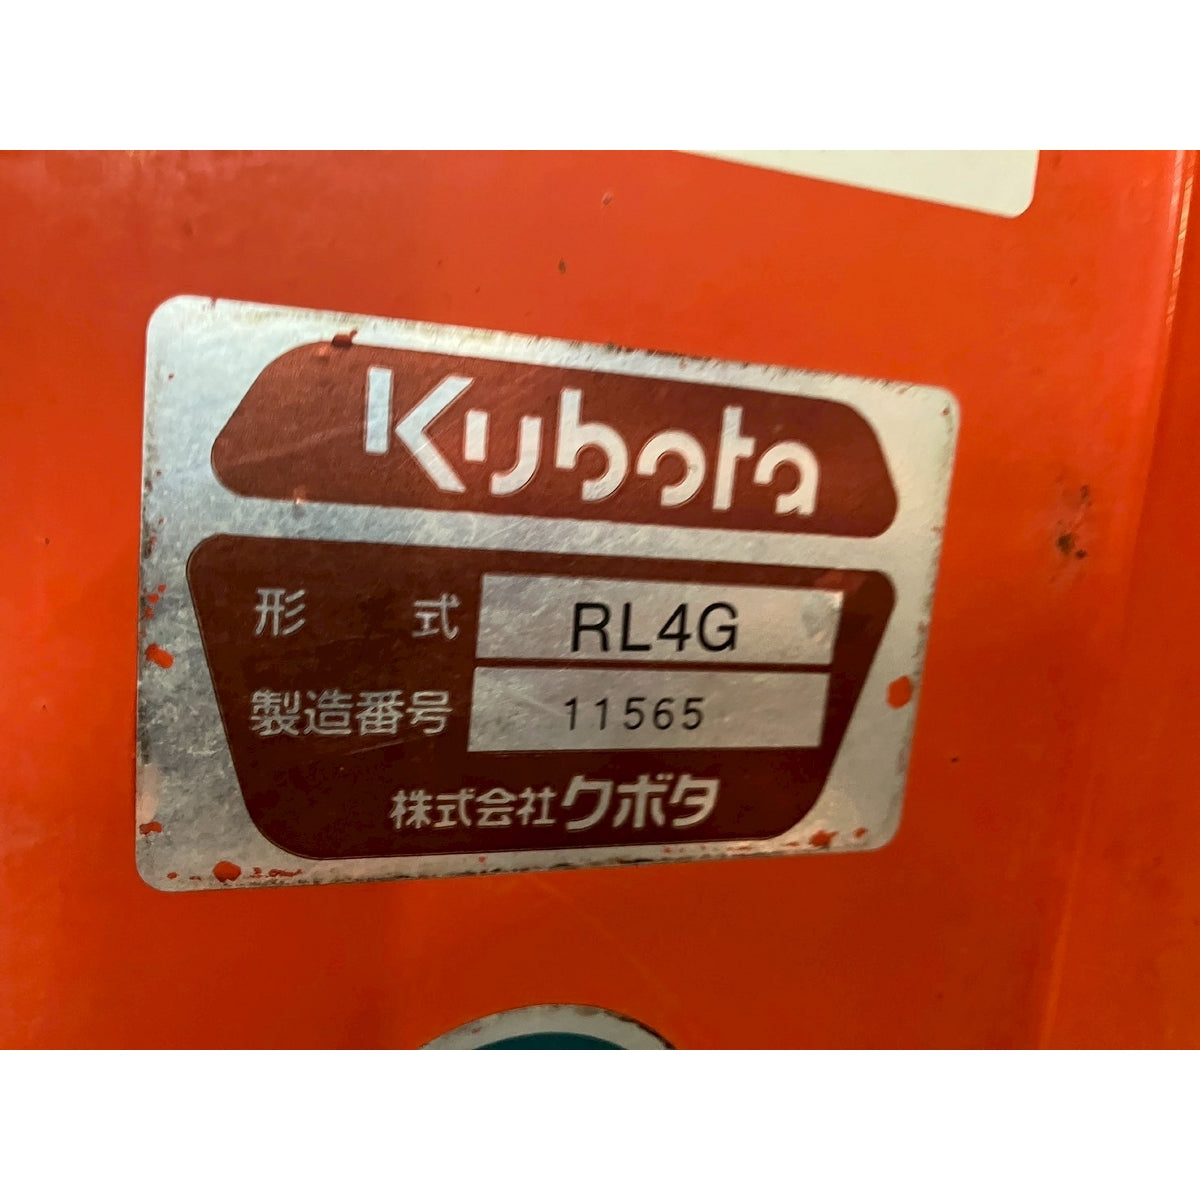 Kubota
形 式 RL4G
製造番号 11565
株式会社クボタ